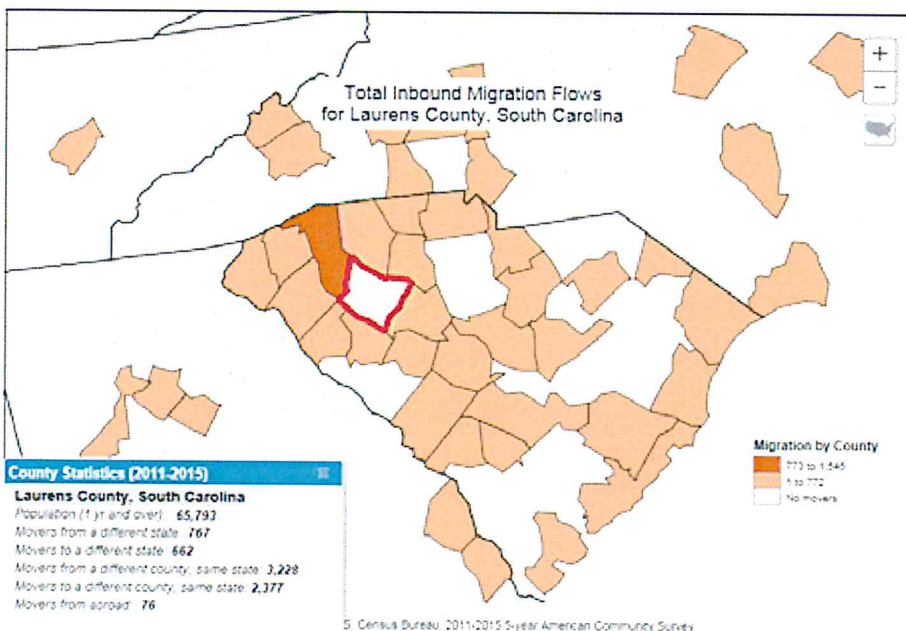 Total Inbound Migration Flows
for Laurens County, South Carolina
+
−
Migration by County
773 to 1,545
1 to 772
No movers
County Statistics (2011-2015)
Laurens County, South Carolina
Population (1 yr and over): 65,793
Movers from a different state: 767
Movers to a different state: 662
Movers from a different county, same state: 3,228
Movers to a different county, same state: 2,377
Movers from abroad: 76
S. Census Bureau, 2011-2015 5-year American Community Survey